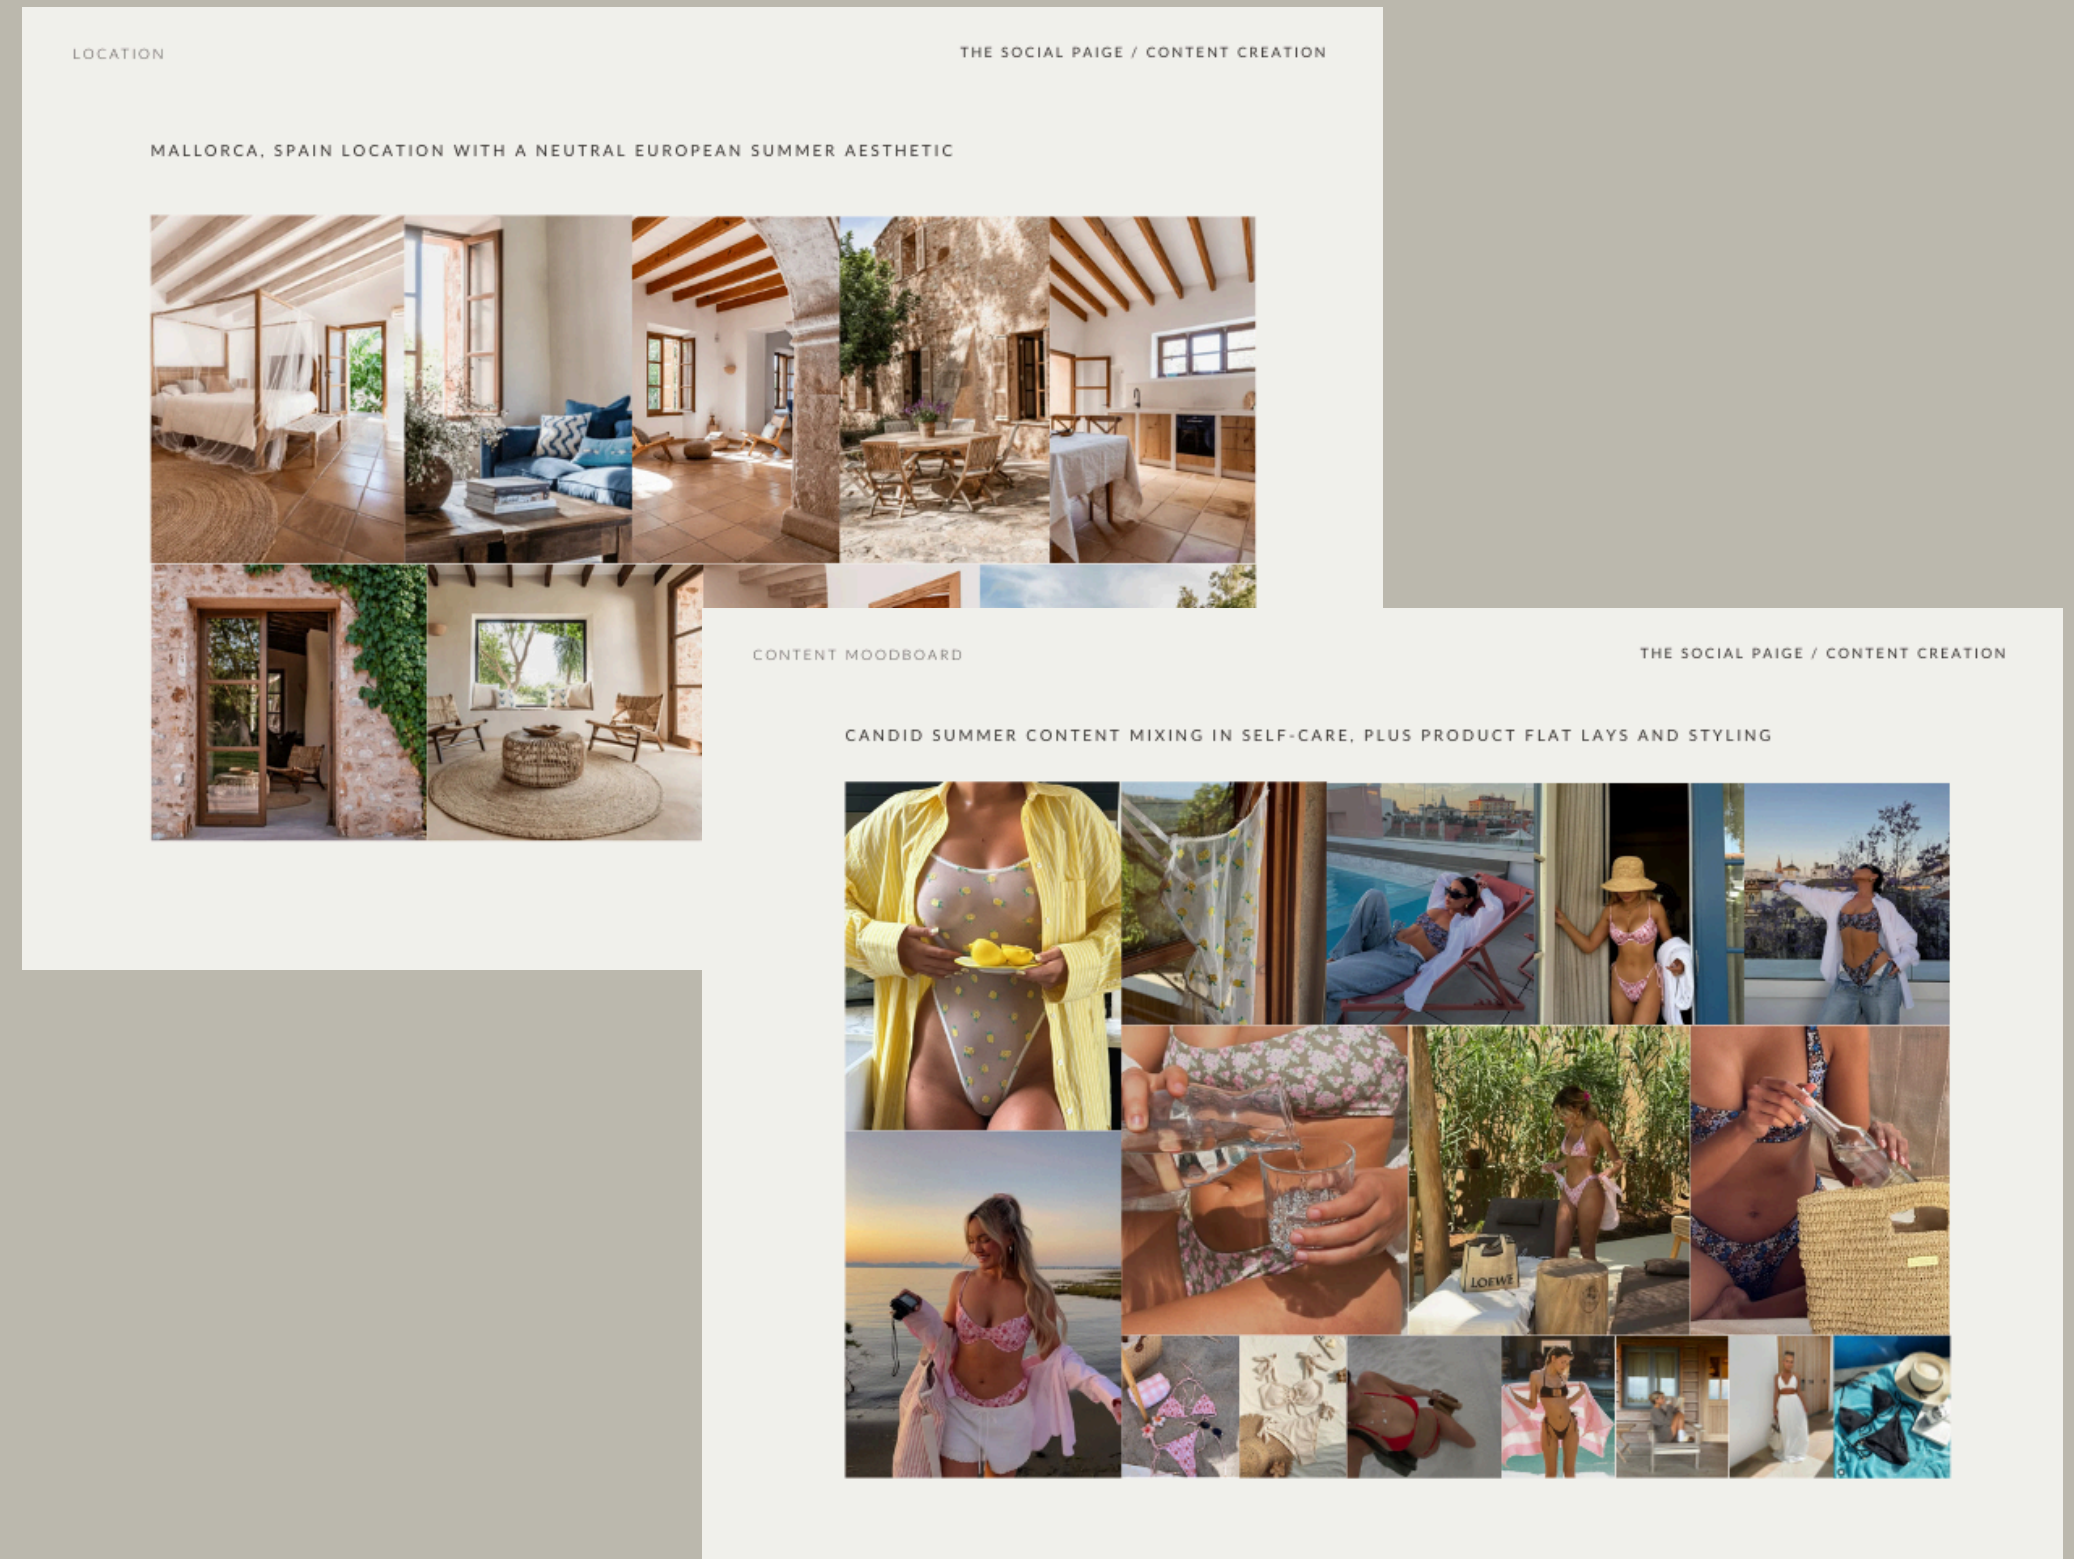 LOCATION
THE SOCIAL PAIGE / CONTENT CREATION
MALLORCA, SPAIN LOCATION WITH A NEUTRAL EUROPEAN SUMMER AESTHETIC
CONTENT MOODBOARD
THE SOCIAL PAIGE / CONTENT CREATION
CANDID SUMMER CONTENT MIXING IN SELF-CARE, PLUS PRODUCT FLAT LAYS AND STYLING
LOEWE